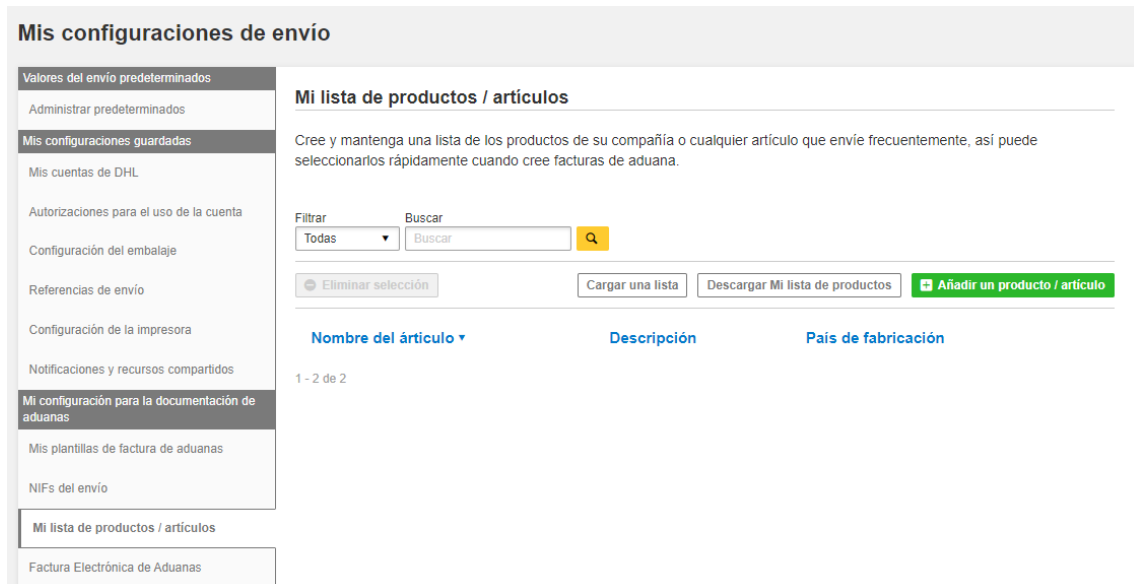 Mis configuraciones de envío
Valores del envío predeterminados
Administrar predeterminados
Mis configuraciones guardadas
Mis cuentas de DHL
Autorizaciones para el uso de la cuenta
Configuración del embalaje
Referencias de envío
Configuración de la impresora
Notificaciones y recursos compartidos
Mi configuración para la documentación de
aduanas
Mis plantillas de factura de aduanas
NIFs del envío
Mi lista de productos / artículos
Factura Electrónica de Aduanas
Mi lista de productos / artículos
Cree y mantenga una lista de los productos de su compañía o cualquier artículo que envíe frecuentemente, así puede
seleccionarlos rápidamente cuando cree facturas de aduana.
Filtrar Buscar
Todas Buscar
Eliminar selección Cargar una lista Descargar Mi lista de productos Añadir un producto / artículo
Nombre del árticulo Descripción País de fabricación
1 - 2 de 2